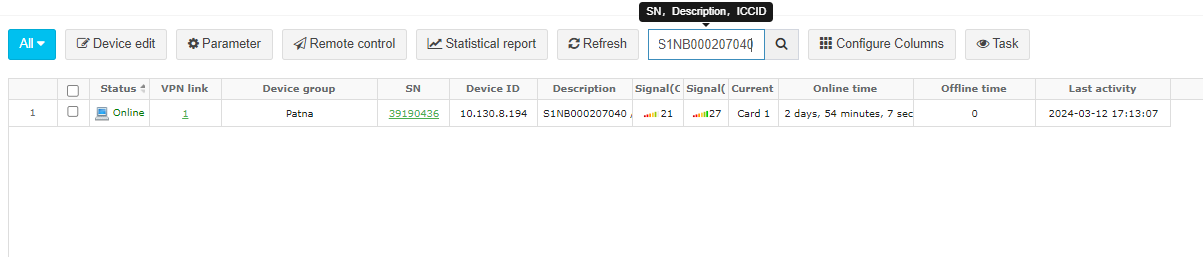 SN, Description, ICCID
All Device edit Parameter Remote control Statistical report Refresh S1NB000207040 Configure Columns Task
Status VPN link Device group SN Device ID Description Signal(C Signal( Current Online time Offline time Last activity
1 Online 1 Patna 39190436 10.130.8.194 S1NB000207040 , 21 27 Card 1 2 days, 54 minutes, 7 sec 0 2024-03-12 17:13:07